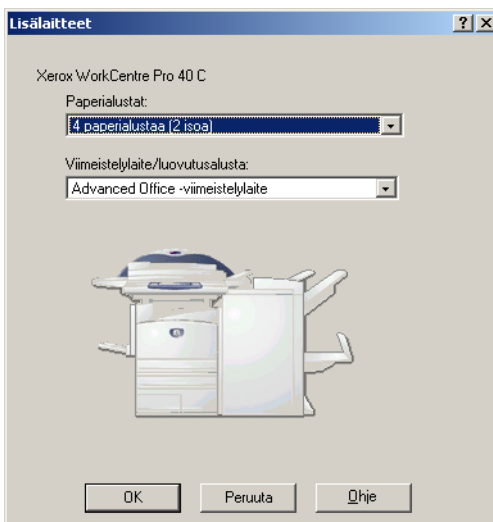 Lisälaitteet
Xerox WorkCentre Pro 40 C
Paperialustat:
4 paperialustaa (2 isoa)
Viimeistelylaite/luovutusalusta:
Advanced Office -viimeistelylaite
OK Peruuta Ohje